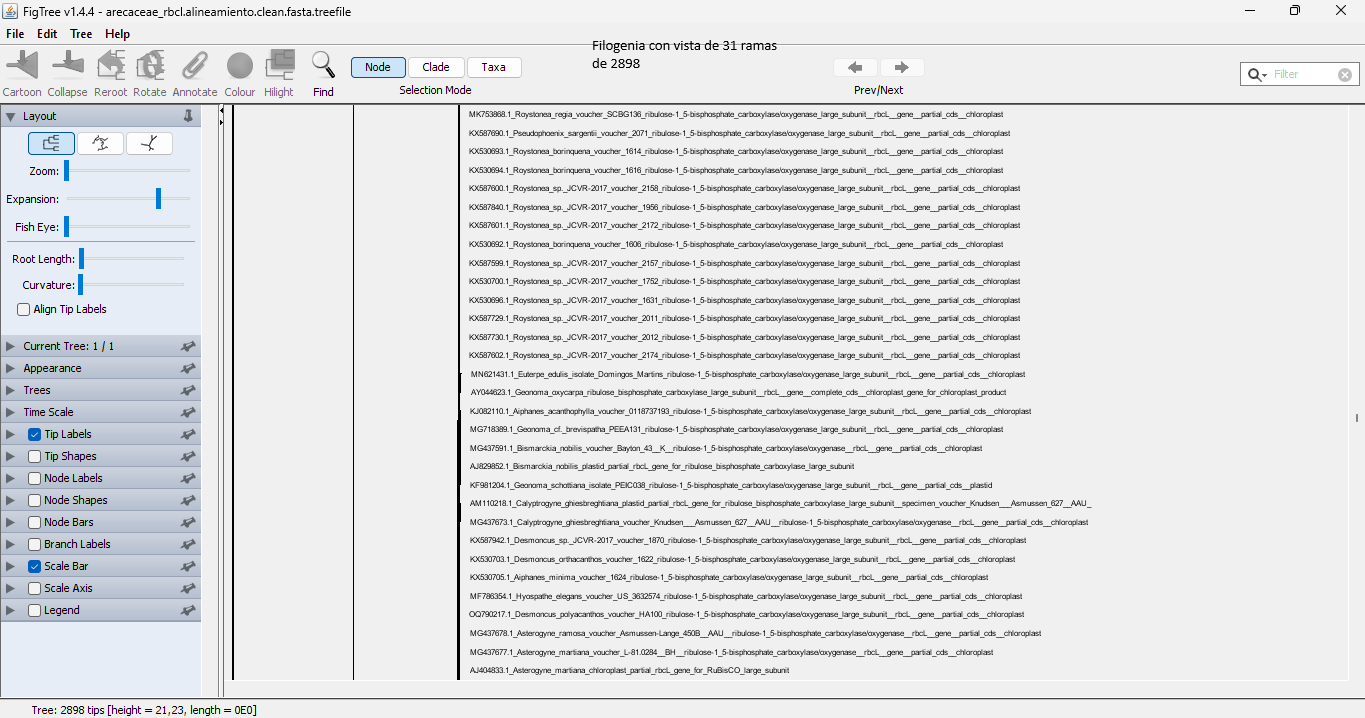 FigTree v1.4.4 - arecaceae_rbcl.alineamiento.clean.fasta.treefile
File Edit Tree Help
Filogenia con vista de 31 ramas
de 2898
Cartoon Collapse Reroot Rotate Annotate Colour Hilight Find
Node Clade Taxa
Selection Mode
Prev/Next
Filter
Layout
Zoom:
Expansion:
Fish Eye:
Root Length:
Curvature:
Align Tip Labels
Current Tree: 1 / 1
Appearance
Trees
Time Scale
Tip Labels
Tip Shapes
Node Labels
Node Shapes
Node Bars
Branch Labels
Scale Bar
Scale Axis
Legend
MK753868.1_Roystonea_regia_voucher_SCBG136_ribulose-1_5-bisphosphate_carboxylase/oxygenase_large_subunit__rbcL__gene__partial_cds__chloroplast
KX587690.1_Pseudophoenix_sargentii_voucher_2071_ribulose-1_5-bisphosphate_carboxylase/oxygenase_large_subunit__rbcL__gene__partial_cds__chloroplast
KX530693.1_Roystonea_borinquena_voucher_1614_ribulose-1_5-bisphosphate_carboxylase/oxygenase_large_subunit__rbcL__gene__partial_cds__chloroplast
KX530694.1_Roystonea_borinquena_voucher_1616_ribulose-1_5-bisphosphate_carboxylase/oxygenase_large_subunit__rbcL__gene__partial_cds__chloroplast
KX587600.1_Roystonea_sp._JCVR-2017_voucher_2158_ribulose-1_5-bisphosphate_carboxylase/oxygenase_large_subunit__rbcL__gene__partial_cds__chloroplast
KX587840.1_Roystonea_sp._JCVR-2017_voucher_1956_ribulose-1_5-bisphosphate_carboxylase/oxygenase_large_subunit__rbcL__gene__partial_cds__chloroplast
KX587601.1_Roystonea_sp._JCVR-2017_voucher_2172_ribulose-1_5-bisphosphate_carboxylase/oxygenase_large_subunit__rbcL__gene__partial_cds__chloroplast
KX530692.1_Roystonea_borinquena_voucher_1606_ribulose-1_5-bisphosphate_carboxylase/oxygenase_large_subunit__rbcL__gene__partial_cds__chloroplast
KX587599.1_Roystonea_sp._JCVR-2017_voucher_2157_ribulose-1_5-bisphosphate_carboxylase/oxygenase_large_subunit__rbcL__gene__partial_cds__chloroplast
KX530700.1_Roystonea_sp._JCVR-2017_voucher_1752_ribulose-1_5-bisphosphate_carboxylase/oxygenase_large_subunit__rbcL__gene__partial_cds__chloroplast
KX530696.1_Roystonea_sp._JCVR-2017_voucher_1631_ribulose-1_5-bisphosphate_carboxylase/oxygenase_large_subunit__rbcL__gene__partial_cds__chloroplast
KX587729.1_Roystonea_sp._JCVR-2017_voucher_2011_ribulose-1_5-bisphosphate_carboxylase/oxygenase_large_subunit__rbcL__gene__partial_cds__chloroplast
KX587730.1_Roystonea_sp._JCVR-2017_voucher_2012_ribulose-1_5-bisphosphate_carboxylase/oxygenase_large_subunit__rbcL__gene__partial_cds__chloroplast
KX587602.1_Roystonea_sp._JCVR-2017_voucher_2174_ribulose-1_5-bisphosphate_carboxylase/oxygenase_large_subunit__rbcL__gene__partial_cds__chloroplast
MN621431.1_Euterpe_edulis_isolate_Domingos_Martins_ribulose-1_5-bisphosphate_carboxylase/oxygenase_large_subunit__rbcL__gene__partial_cds__chloroplast
AY044623.1_Geonoma_oxycarpa_ribulose_bisphosphate_carboxylase_large_subunit__rbcL__gene__complete_cds__chloroplast_gene_for_chloroplast_product
KJ082110.1_Aiphanes_acanthophylla_voucher_0118737193_ribulose-1_5-bisphosphate_carboxylase/oxygenase_large_subunit__rbcL__gene__partial_cds__chloroplast
MG718389.1_Geonoma_cf._brevispatha_PEEA131_ribulose-1_5-bisphosphate_carboxylase/oxygenase_large_subunit__rbcL__gene__partial_cds__chloroplast
MG437591.1_Bismarckia_nobilis_voucher_Bayton_43__K__ribulose-1_5-bisphosphate_carboxylase/oxygenase__rbcL__gene__partial_cds__chloroplast
AJ829852.1_Bismarckia_nobilis_plastid_partial_rbcL_gene_for_ribulose_bisphosphate_carboxylase_large_subunit
KF981204.1_Geonoma_schottiana_isolate_PEIC038_ribulose-1_5-bisphosphate_carboxylase/oxygenase_large_subunit__rbcL__gene__partial_cds__plastid
AM110218.1_Calyptrogyne_ghiesbreghtiana_plastid_partial_rbcL_gene_for_ribulose_bisphosphate_carboxylase_large_subunit__specimen_voucher_Knudsen___Asmussen_627__AAU_
MG437673.1_Calyptrogyne_ghiesbreghtiana_voucher_Knudsen___Asmussen_627__AAU__ribulose-1_5-bisphosphate_carboxylase/oxygenase__rbcL__gene__partial_cds__chloroplast
KX587942.1_Desmoncus_sp._JCVR-2017_voucher_1870_ribulose-1_5-bisphosphate_carboxylase/oxygenase_large_subunit__rbcL__gene__partial_cds__chloroplast
KX530703.1_Desmoncus_orthacanthos_voucher_1622_ribulose-1_5-bisphosphate_carboxylase/oxygenase_large_subunit__rbcL__gene__partial_cds__chloroplast
KX530705.1_Aiphanes_minima_voucher_1624_ribulose-1_5-bisphosphate_carboxylase/oxygenase_large_subunit__rbcL__gene__partial_cds__chloroplast
MF786354.1_Hyospathe_elegans_voucher_US_3632574_ribulose-1_5-bisphosphate_carboxylase/oxygenase_large_subunit__rbcL__gene__partial_cds__chloroplast
OQ790217.1_Desmoncus_polyacanthos_voucher_HA100_ribulose-1_5-bisphosphate_carboxylase/oxygenase_large_subunit__rbcL__gene__partial_cds__chloroplast
MG437678.1_Asterogyne_ramosa_voucher_Asmussen-Lange_450B__AAU__ribulose-1_5-bisphosphate_carboxylase/oxygenase__rbcL__gene__partial_cds__chloroplast
MG437677.1_Asterogyne_martiana_voucher_L-81.0284__BH__ribulose-1_5-bisphosphate_carboxylase/oxygenase__rbcL__gene__partial_cds__chloroplast
AJ404833.1_Asterogyne_martiana_chloroplast_partial_rbcL_gene_for_RuBisCO_large_subunit
Tree: 2898 tips [height = 21,23, length = 0E0]